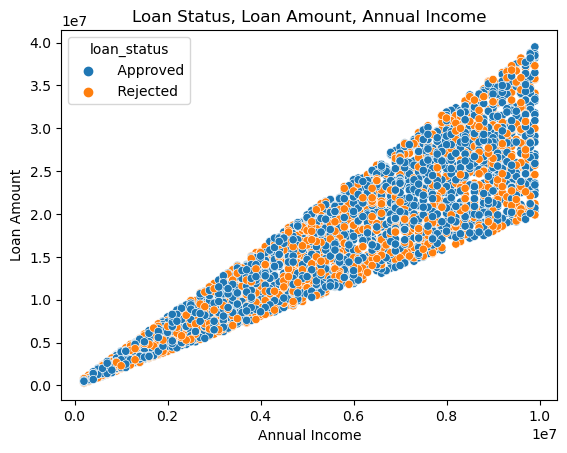 Loan Status, Loan Amount, Annual Income
1e7
loan_status
Approved
Rejected
4.0
3.5
3.0
2.5
2.0
1.5
1.0
0.5
0.0
Loan Amount
0.0 0.2 0.4 0.6 0.8 1.0
1e7
Annual Income